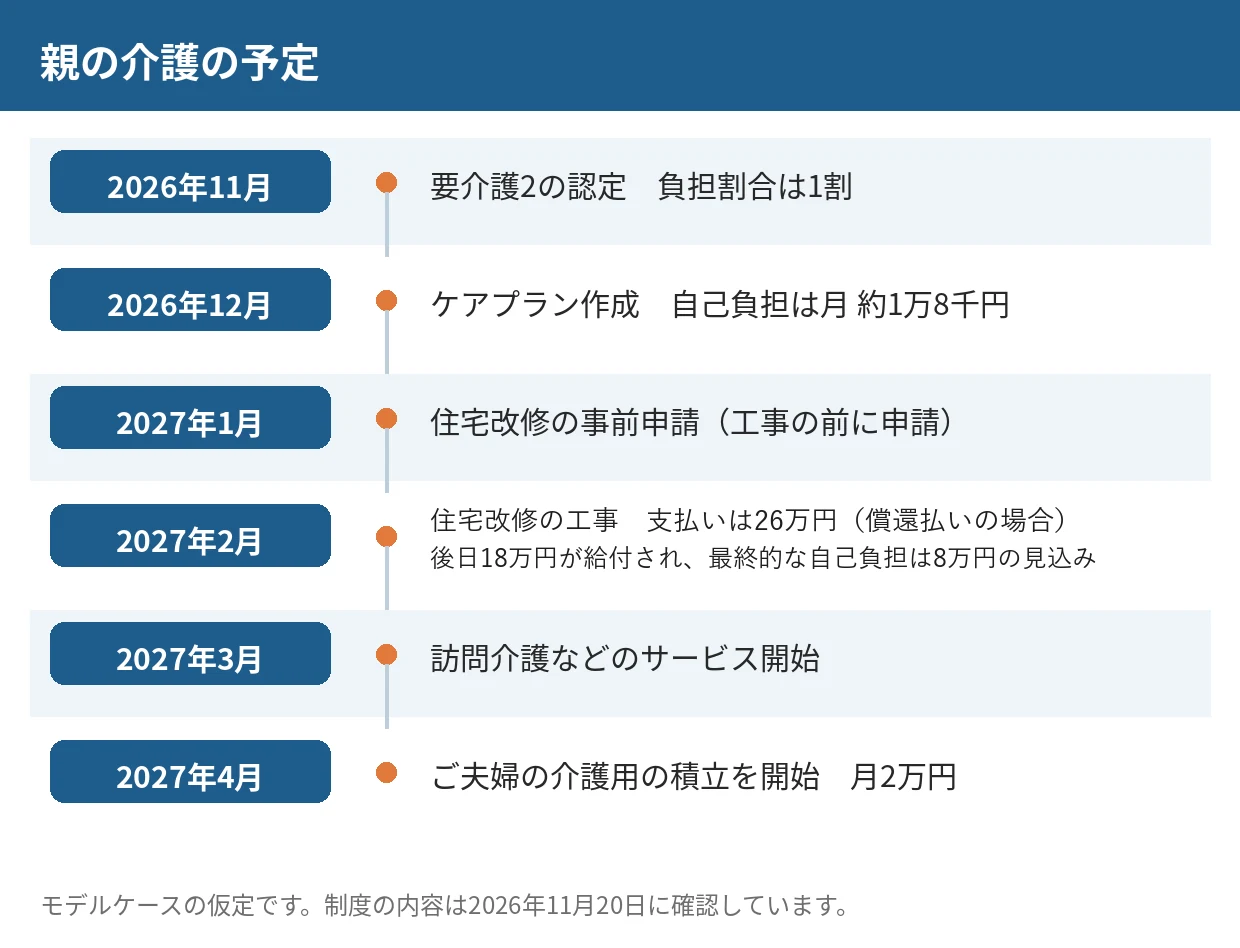 親の介護の予定
2026年11月
要介護2の認定　負担割合は1割
2026年12月
ケアプラン作成　自己負担は月 約1万8千円
2027年1月
住宅改修の事前申請（工事の前に申請）
2027年2月
住宅改修の工事　支払いは26万円（償還払いの場合）
後日18万円が給付され、最終的な自己負担は8万円の見込み
2027年3月
訪問介護などのサービス開始
2027年4月
ご夫婦の介護用の積立を開始　月2万円
モデルケースの仮定です。制度の内容は2026年11月20日に確認しています。